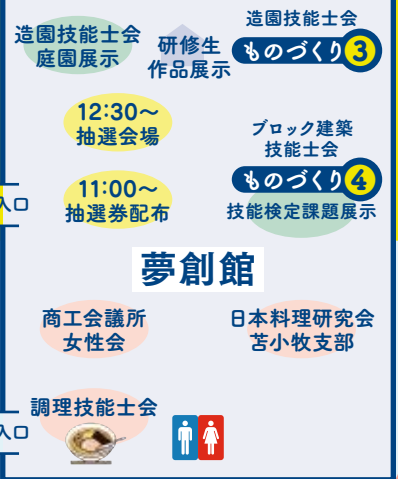 造園技能士会
庭園展示
研修生
作品展示
造園技能士会
ものづくり3
12:30～
抽選会場
ブロック建築
技能士会
ものづくり4
技能検定課題展示
11:00～
抽選券配布
入口
夢創館
商工会議所
女性会
日本料理研究会
苫小牧支部
調理技能士会
入口